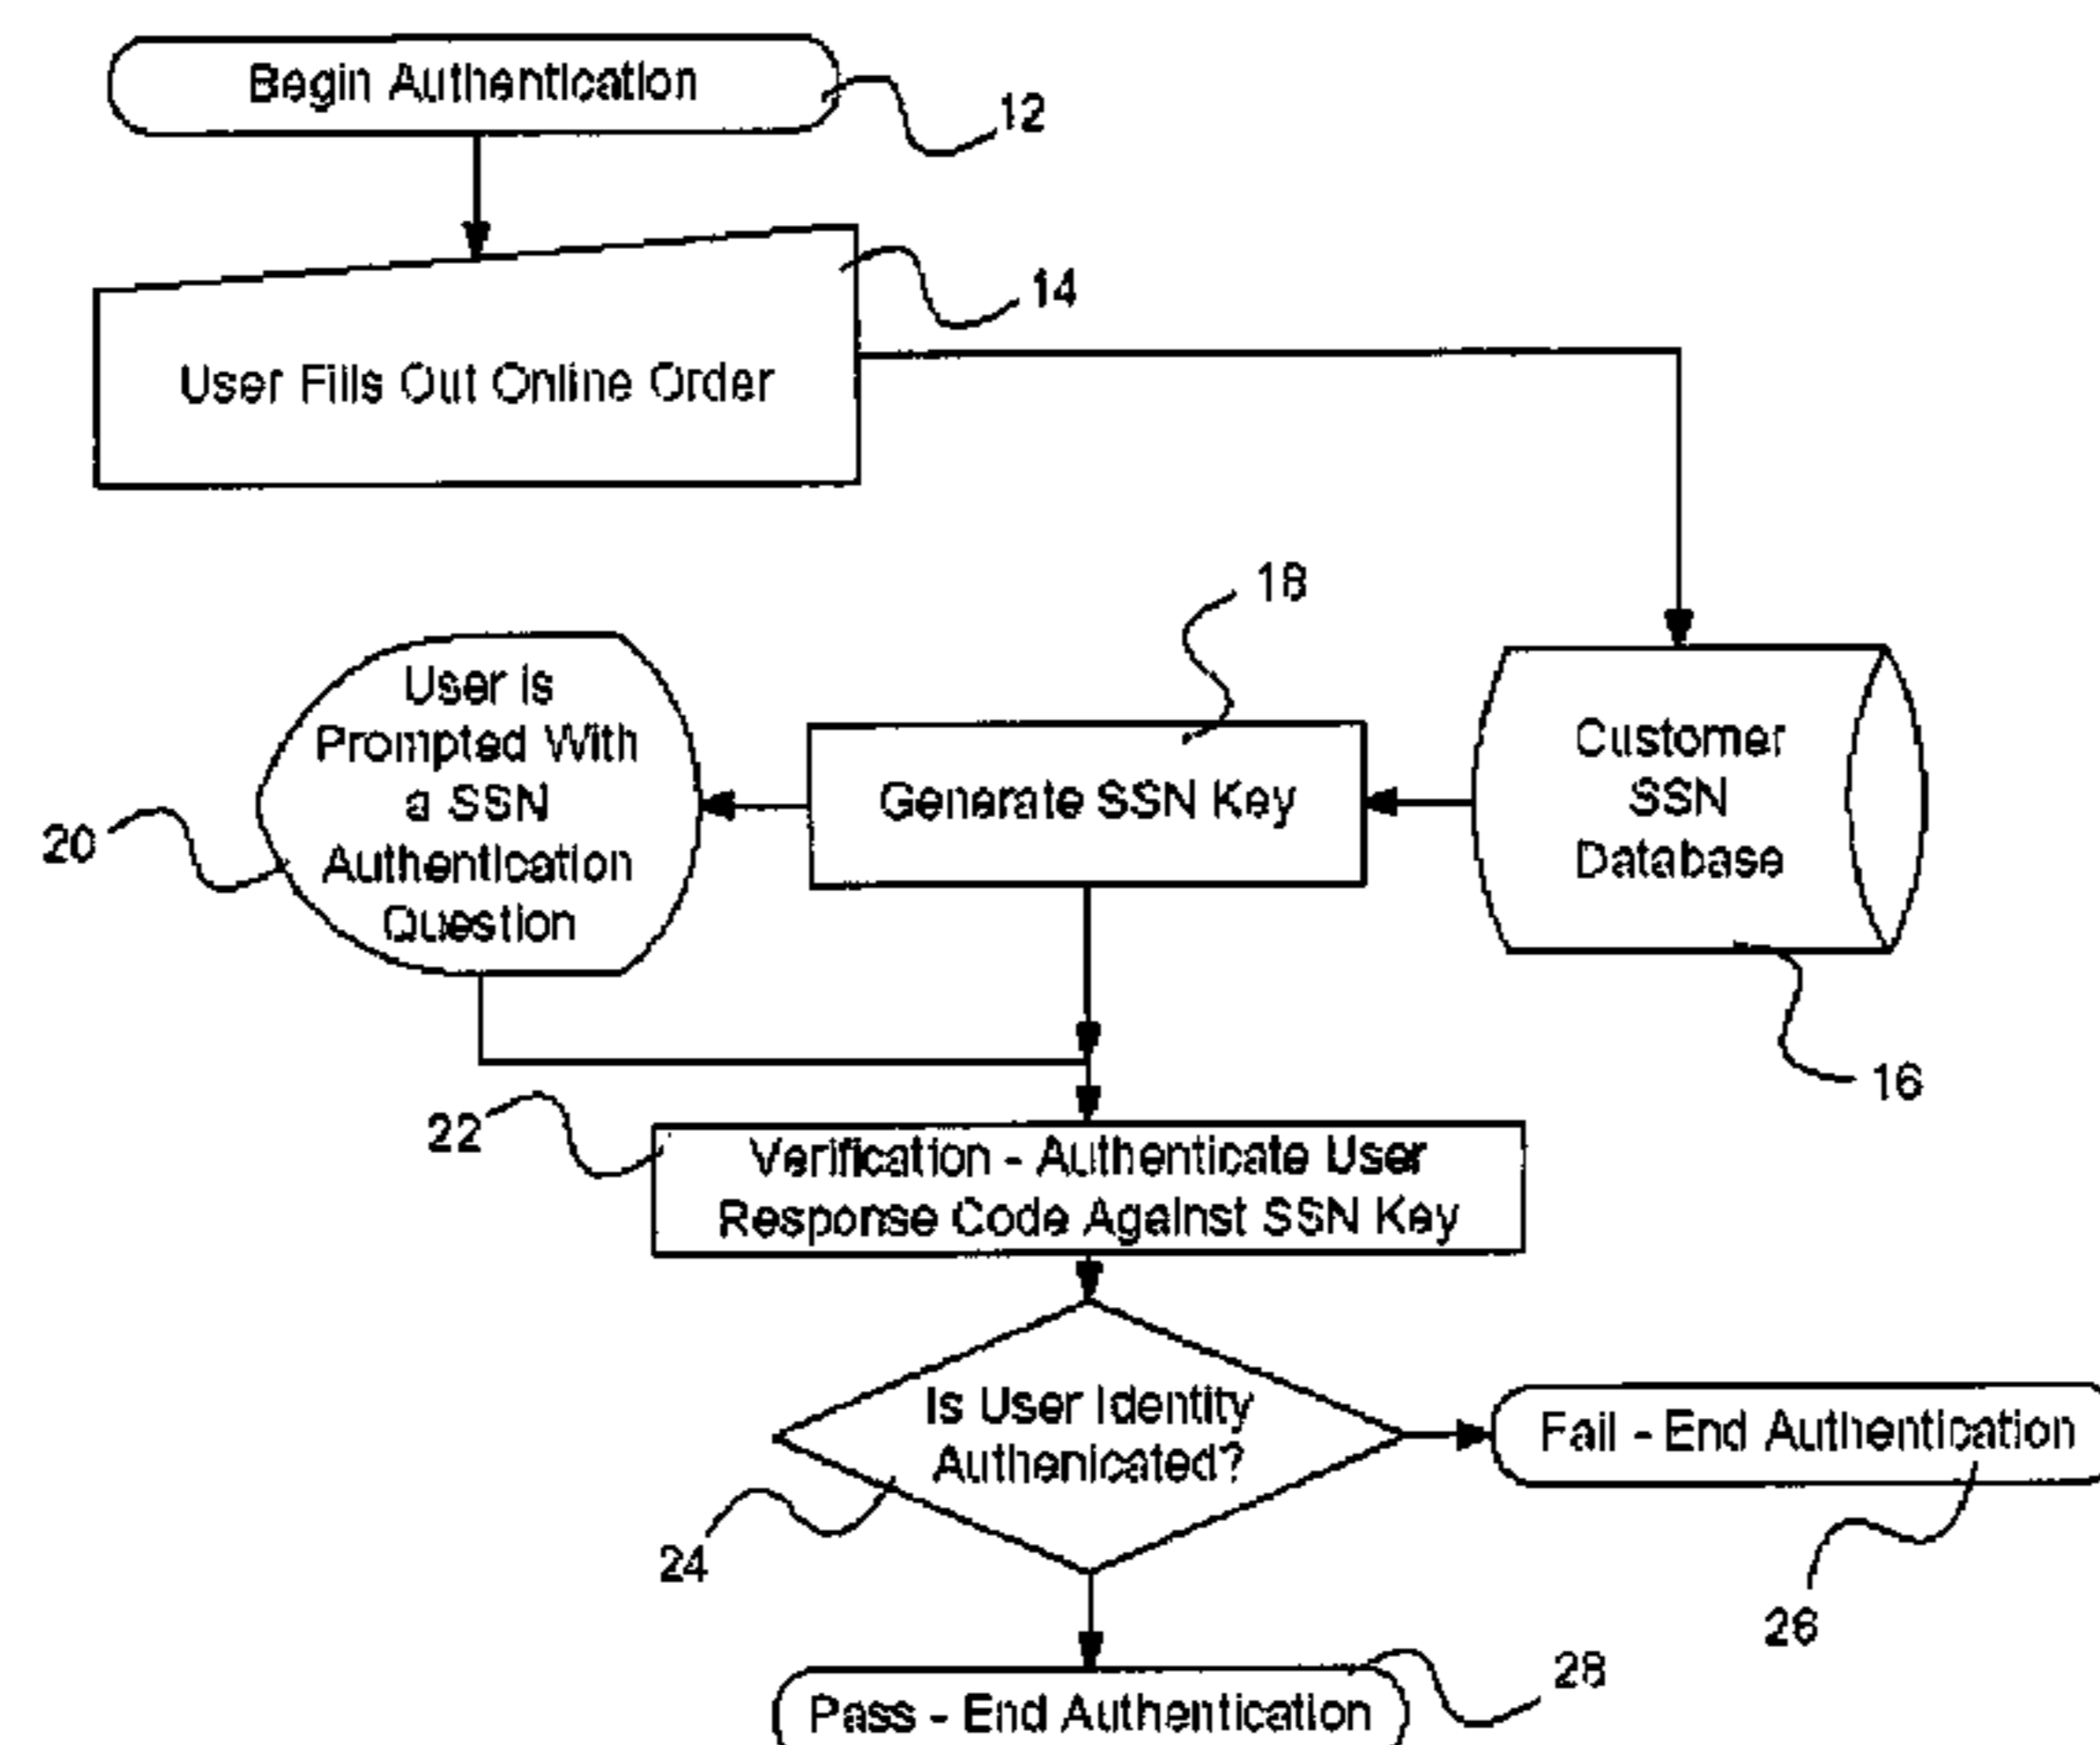 Begin Authentication
12
14
User Fills Out Online Order
18
User is
Prompted With
a SSN
Authentication
Question
20
Generate SSN Key
Customer
SSN
Database
16
22
Verification - Authenticate User
Response Code Against SSN Key
Is User Identity
Authenicated?
24
Fail - End Authentication
26
28
Pass - End Authentication